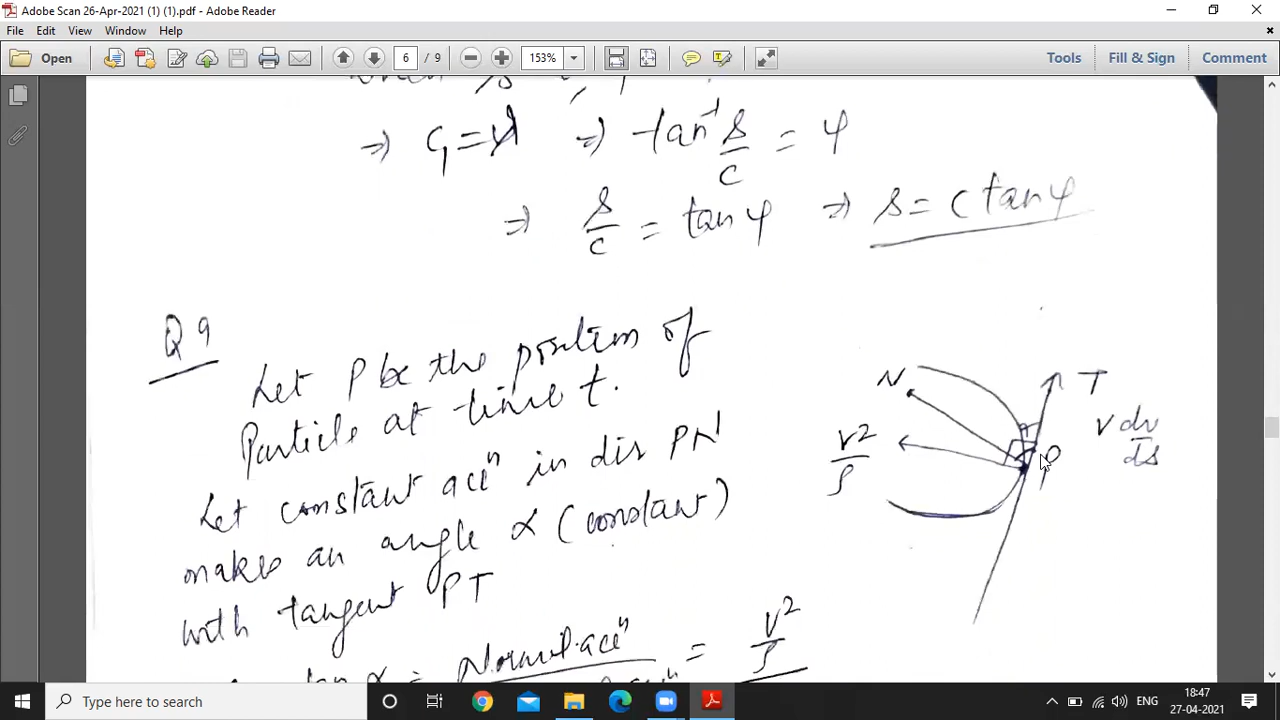 Adobe Scan 26-Apr-2021 (1) (1).pdf - Adobe Reader
File Edit View Window Help
Open 6 / 9 153% Tools Fill & Sign Comment
⇒ C₁ = ⇒ tan⁻¹ s/c = ψ
⇒ s/c = tan ψ ⇒ s = c tan ψ
Q 9
Let P be the position of
Particle at time t.
Let constant accⁿ in dir PN
makes an angle α (constant)
with tangent PT
tan α = Normal accⁿ = v²/ρ
N
T
v²/ρ
v dv/ds
P
Type here to search
ENG
18:47
27-04-2021